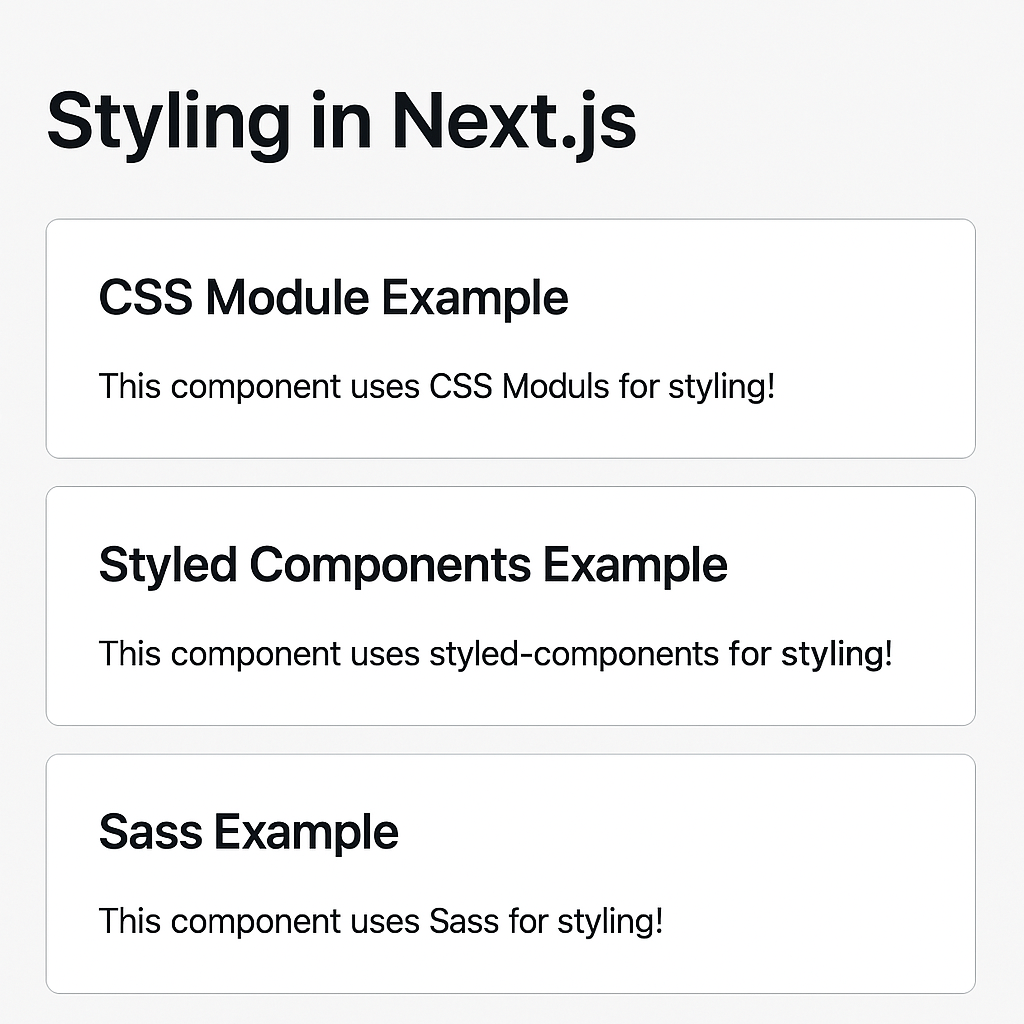 Styling in Next.js
CSS Module Example
This component uses CSS Moduls for styling!
Styled Components Example
This component uses styled-components for styling!
Sass Example
This component uses Sass for styling!